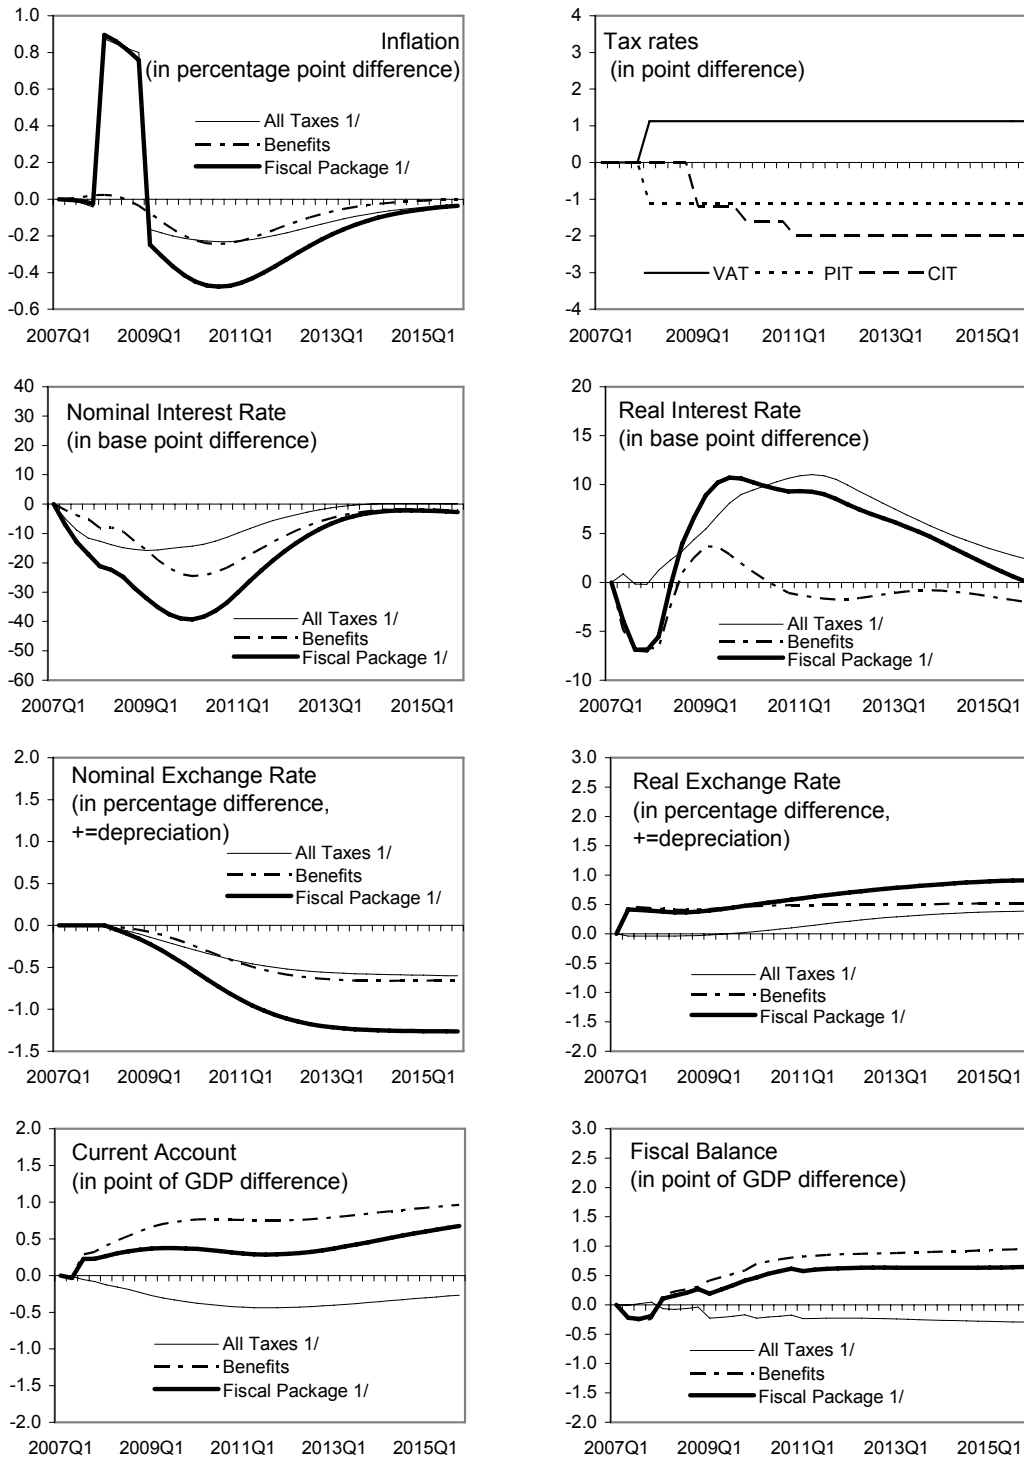 Inflation
(in percentage point difference)
1.0
0.8
0.6
0.4
0.2
0.0
-0.2
-0.4
-0.6
All Taxes 1/
Benefits
Fiscal Package 1/
2007Q1 2009Q1 2011Q1 2013Q1 2015Q1
Tax rates
(in point difference)
4
3
2
1
0
-1
-2
-3
-4
VAT PIT CIT
2007Q1 2009Q1 2011Q1 2013Q1 2015Q1
Nominal Interest Rate
(in base point difference)
40
30
20
10
0
-10
-20
-30
-40
-50
-60
All Taxes 1/
Benefits
Fiscal Package 1/
2007Q1 2009Q1 2011Q1 2013Q1 2015Q1
Real Interest Rate
(in base point difference)
20
15
10
5
0
-5
-10
All Taxes 1/
Benefits
Fiscal Package 1/
2007Q1 2009Q1 2011Q1 2013Q1 2015Q1
Nominal Exchange Rate
(in percentage difference,
+=depreciation)
2.0
1.5
1.0
0.5
0.0
-0.5
-1.0
-1.5
All Taxes 1/
Benefits
Fiscal Package 1/
2007Q1 2009Q1 2011Q1 2013Q1 2015Q1
Real Exchange Rate
(in percentage difference,
+=depreciation)
3.0
2.5
2.0
1.5
1.0
0.5
0.0
-0.5
-1.0
-1.5
-2.0
All Taxes 1/
Benefits
Fiscal Package 1/
2007Q1 2009Q1 2011Q1 2013Q1 2015Q1
Current Account
(in point of GDP difference)
2.0
1.5
1.0
0.5
0.0
-0.5
-1.0
-1.5
-2.0
All Taxes 1/
Benefits
Fiscal Package 1/
2007Q1 2009Q1 2011Q1 2013Q1 2015Q1
Fiscal Balance
(in point of GDP difference)
3.0
2.5
2.0
1.5
1.0
0.5
0.0
-0.5
-1.0
-1.5
-2.0
All Taxes 1/
Benefits
Fiscal Package 1/
2007Q1 2009Q1 2011Q1 2013Q1 2015Q1